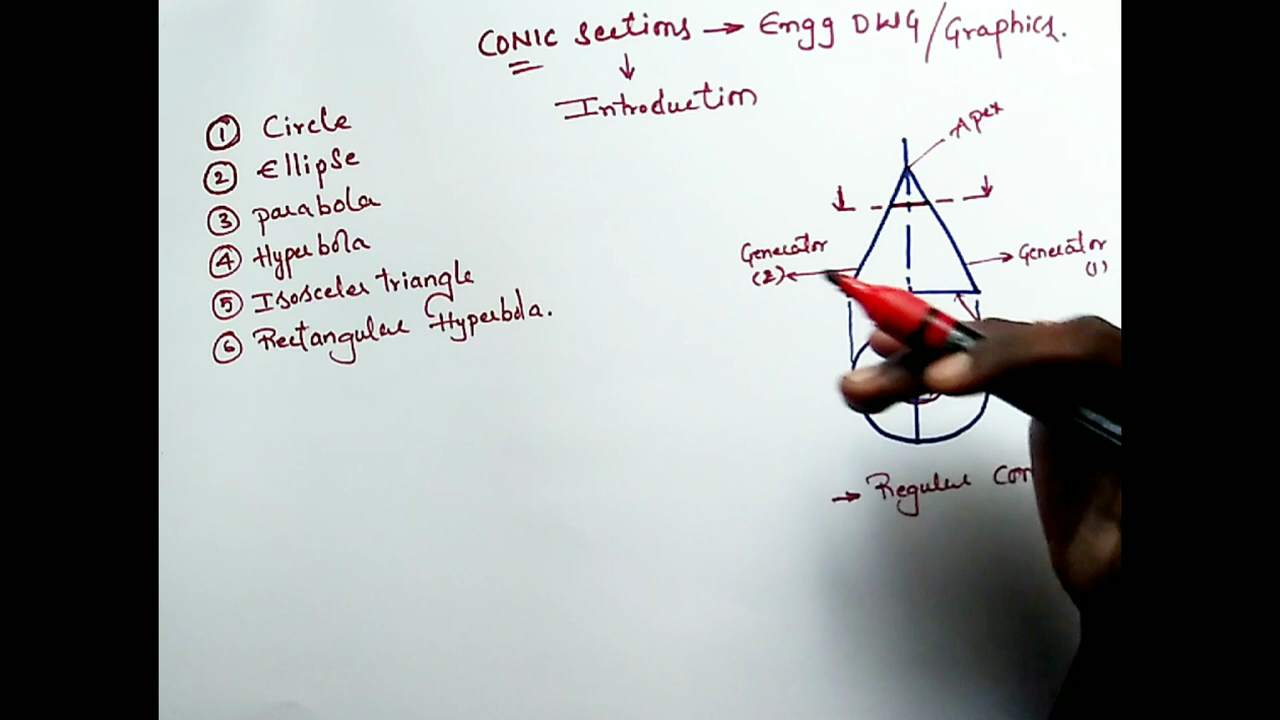 CONIC Sections → Engg DWG/Graphics.
↓
Introduction
① Circle
② Ellipse
③ parabola
④ Hyperbola
⑤ Isosceles triangle
⑥ Rectangular Hyperbola.
Apex
Generator
(2)
Generator
(1)
→ Regular Con